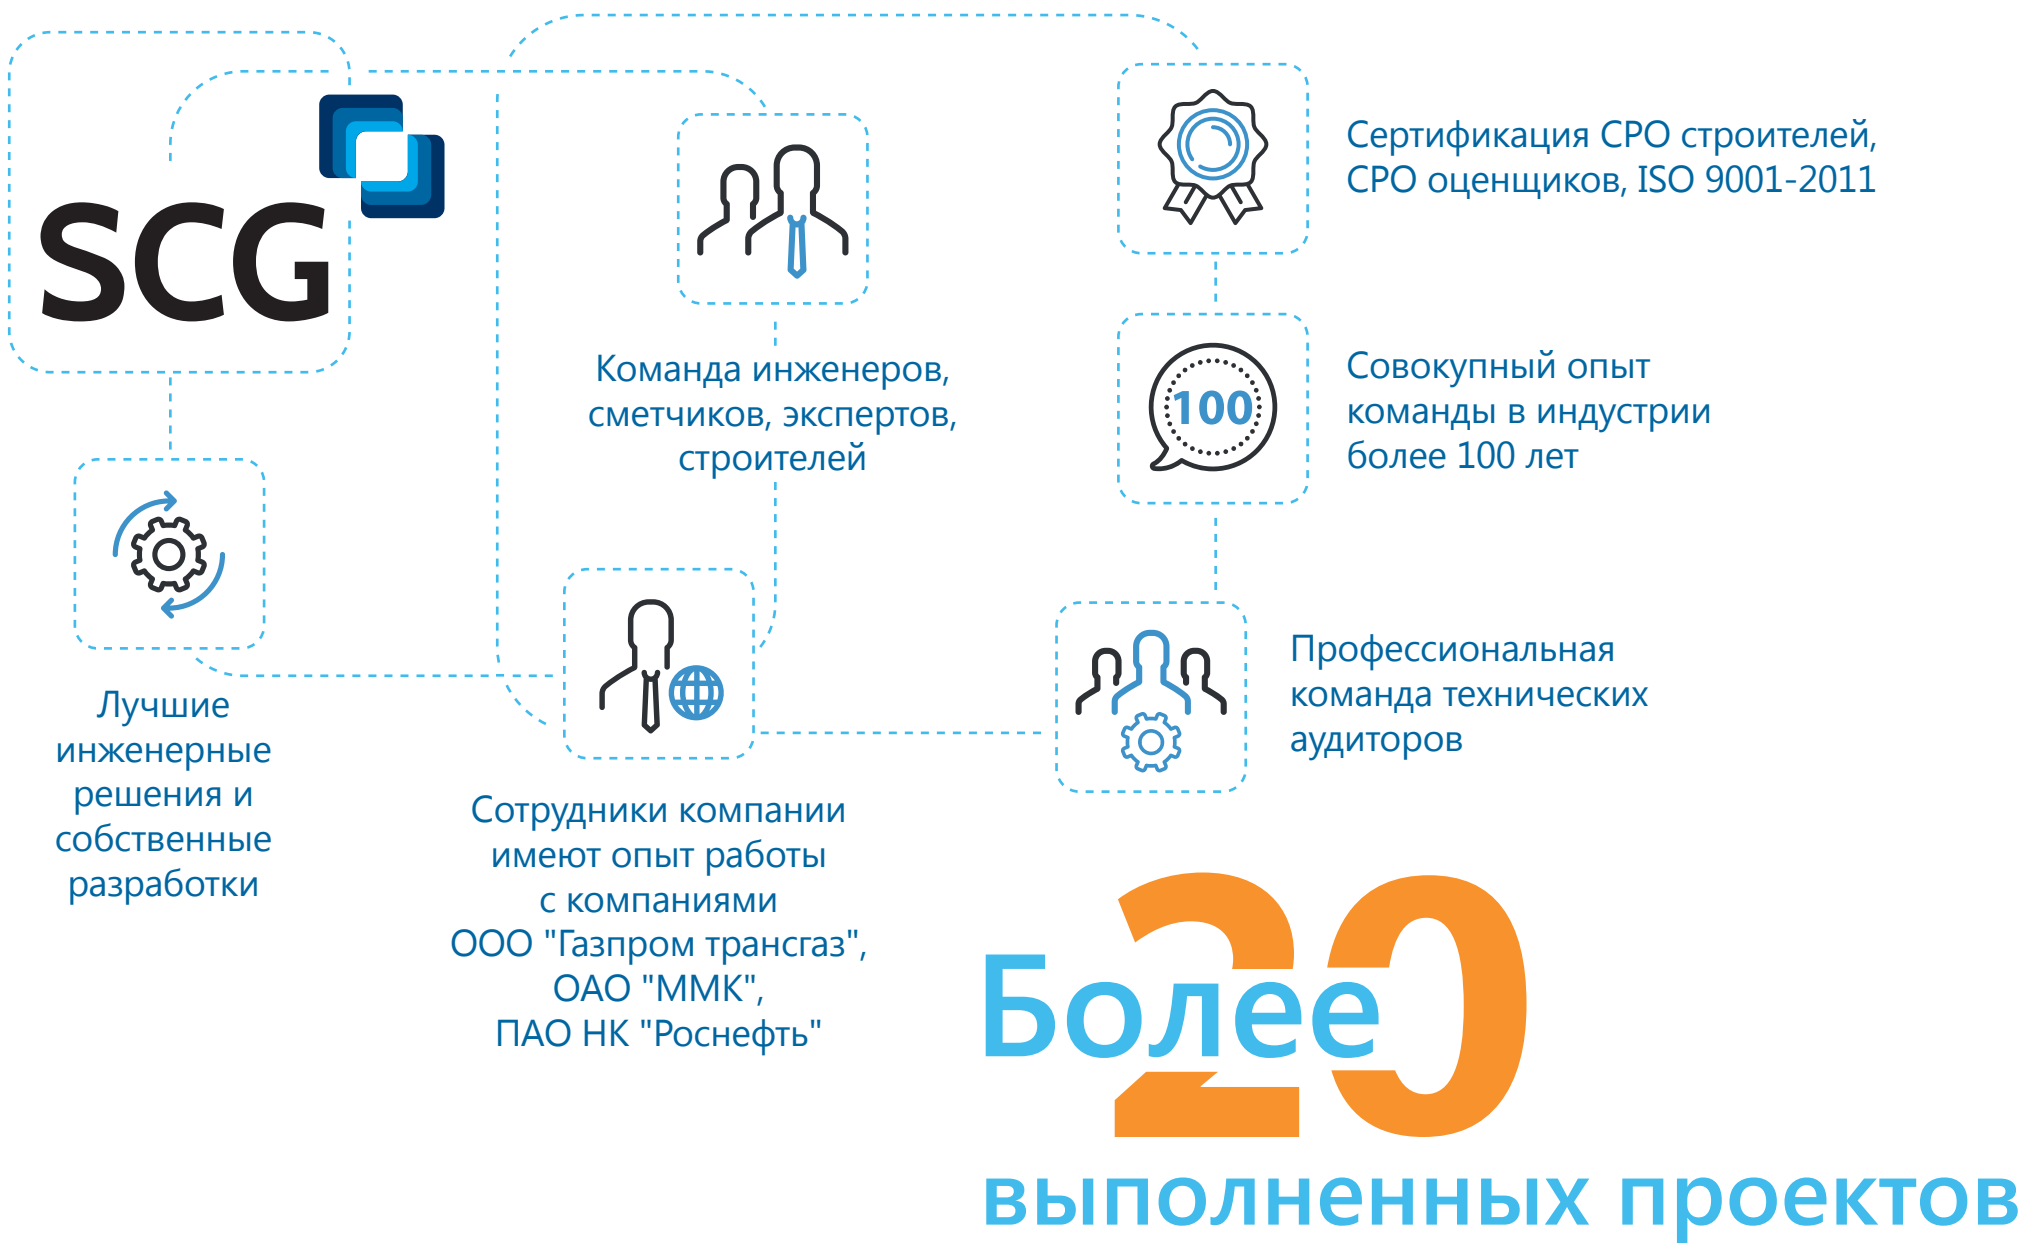 SCG
Лучшие
инженерные
решения и
собственные
разработки
Команда инженеров,
сметчиков, экспертов,
строителей
Сотрудники компании
имеют опыт работы
с компаниями
ООО "Газпром трансгаз",
ОАО "ММК",
ПАО НК "Роснефть"
Сертификация СРО строителей,
СРО оценщиков, ISO 9001-2011
100
Совокупный опыт
команды в индустрии
более 100 лет
Профессиональная
команда технических
аудиторов
Более 20
выполненных проектов